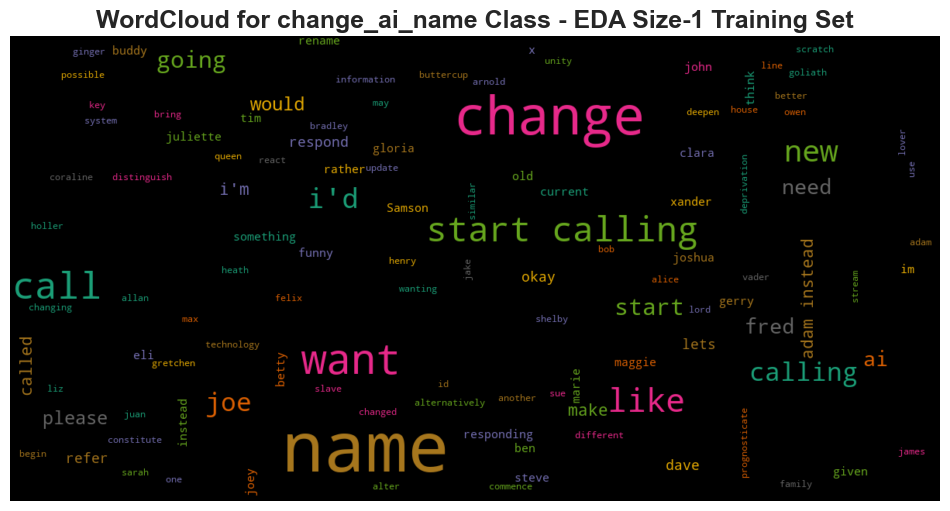 WordCloud for change_ai_name Class - EDA Size-1 Training Set
ginger
buddy
going
rename
x
unity
scratch
possible
information
buttercup
arnold
john
line
goliath
think
key
system
bring
would
tim
may
change
deepen
house
better
owen
juliette
bradley
respond
gloria
queen
react
rather
update
clara
new
lover
use
coraline
distinguish
i'm
i'd
old
similar
current
xander
deprivation
need
Samson
holler
something
funny
start calling
bob
joshua
adam
henry
okay
alice
vader
im
call
heath
jake
wanting
adam instead
stream
changing
allan
felix
start
lord
gerry
max
shelby
fred
called
eli
technology
gretchen
want
lets
ai
betty
maggie
calling
liz
slave
id
another
sue
marie
joe
alternatively
like
please
juan
instead
changed
make
constitute
name
responding
different
prognosticate
begin
refer
ben
dave
james
sarah
one
joey
alter
commence
steve
family
given